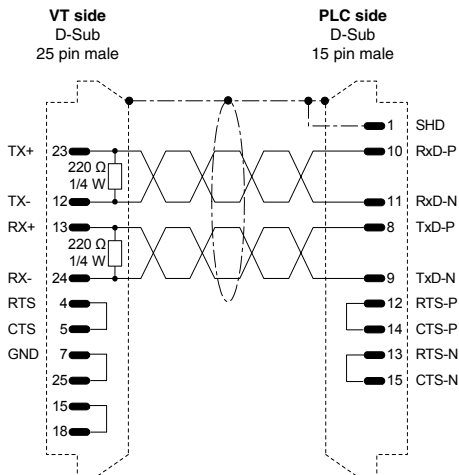 VT side
D-Sub
25 pin male
PLC side
D-Sub
15 pin male
1 SHD
TX+ 23
10 RxD-P
220 Ω
1/4 W
TX- 12
11 RxD-N
RX+ 13
8 TxD-P
220 Ω
1/4 W
RX- 24
9 TxD-N
RTS 4
12 RTS-P
CTS 5
14 CTS-P
GND 7
13 RTS-N
25
15 CTS-N
15
18